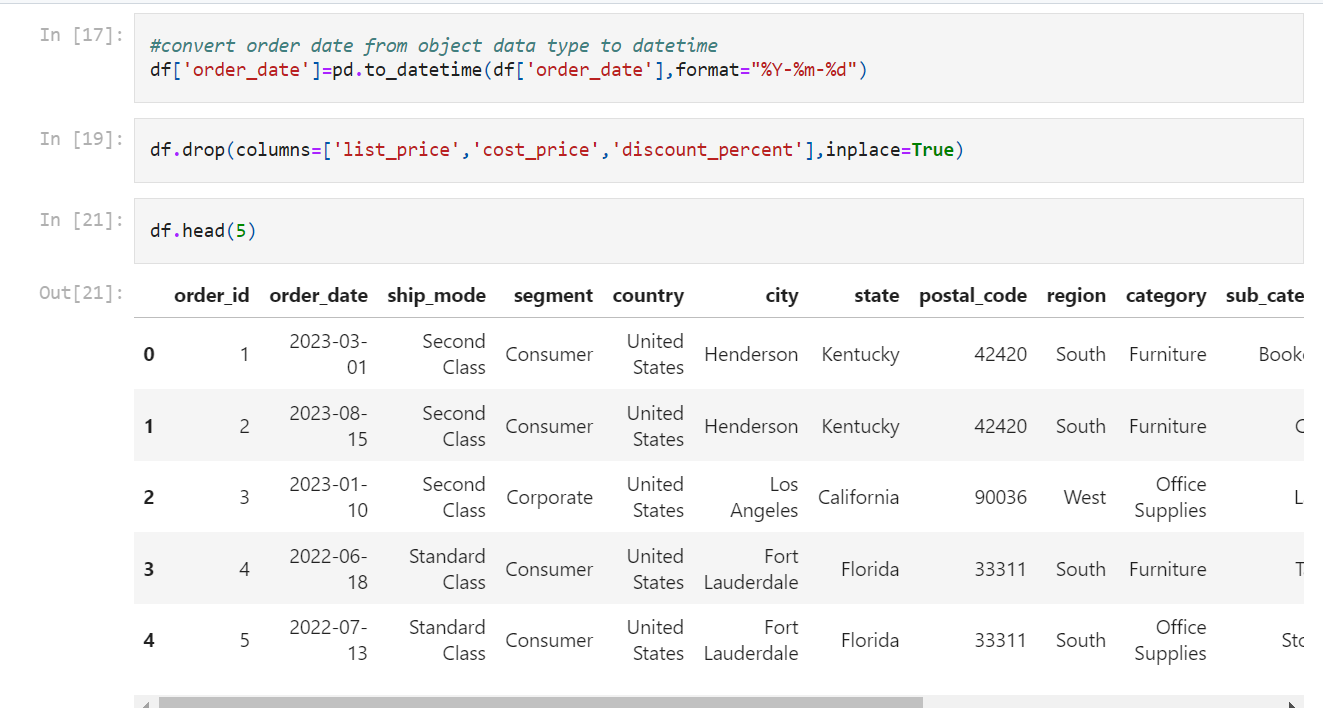 In [17]:
#convert order date from object data type to datetime
df['order_date']=pd.to_datetime(df['order_date'],format="%Y-%m-%d")
In [19]:
df.drop(columns=['list_price','cost_price','discount_percent'],inplace=True)
In [21]:
df.head(5)
Out[21]:
order_id order_date ship_mode segment country city state postal_code region category sub_cate
0 1 2023-03-01 Second Class Consumer United States Henderson Kentucky 42420 South Furniture
1 2 2023-08-15 Second Class Consumer United States Henderson Kentucky 42420 South Furniture
2 3 2023-01-10 Second Class Corporate United States Los Angeles California 90036 West Office Supplies
3 4 2022-06-18 Standard Class Consumer United States Fort Lauderdale Florida 33311 South Furniture
4 5 2022-07-13 Standard Class Consumer United States Fort Lauderdale Florida 33311 South Office Supplies